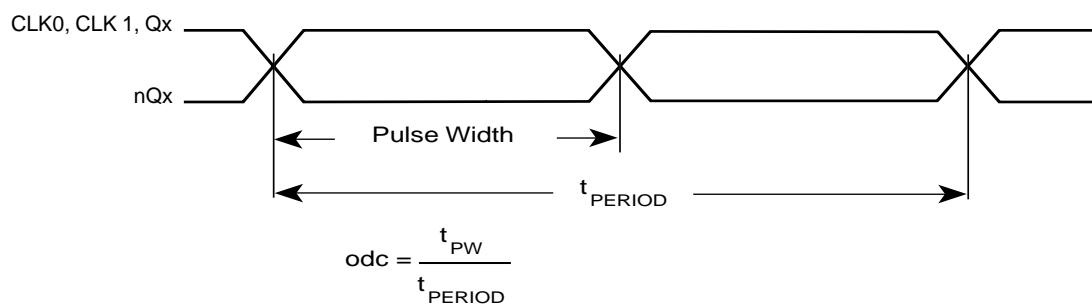 CLK0, CLK 1, Qx
nQx
Pulse Width
tPERIOD
odc = tPW
tPERIOD